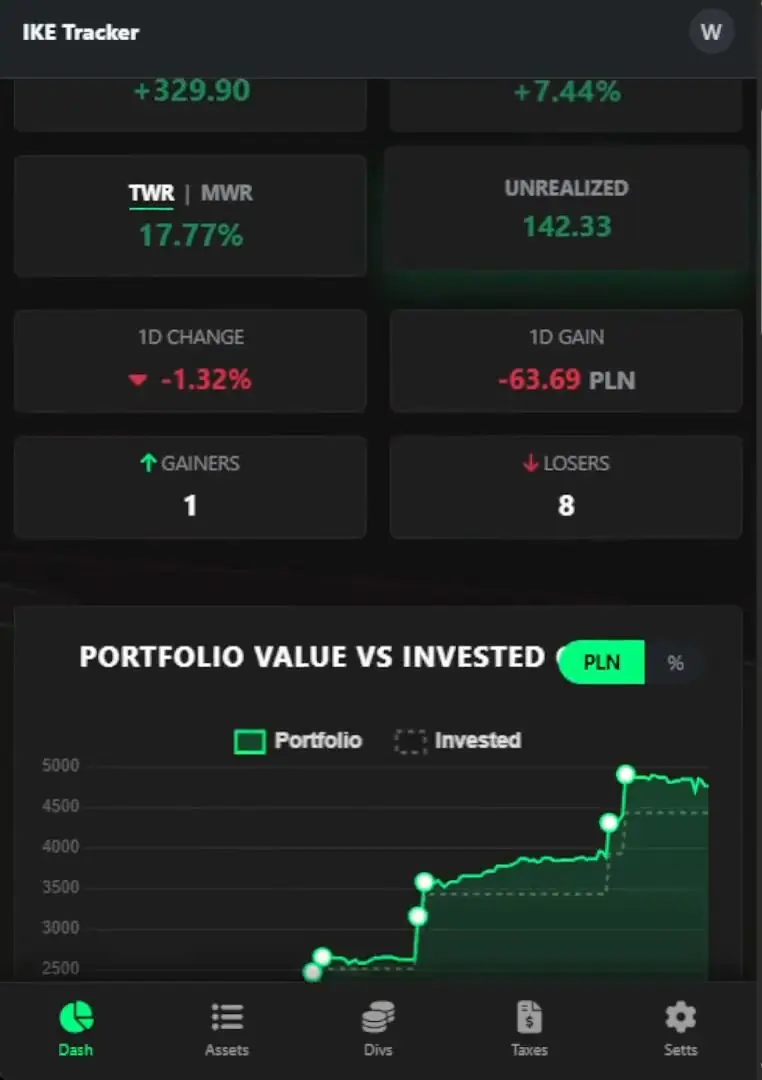 IKE Tracker W
+329.90 +7.44%
TWR | MWR UNREALIZED
17.77% 142.33
1D CHANGE 1D GAIN
-1.32% -63.69 PLN
GAINERS LOSERS
1 8
PORTFOLIO VALUE VS INVESTED PLN %
Portfolio Invested
5000
4500
4000
3500
3000
2500
Dash Assets Divs Taxes Setts